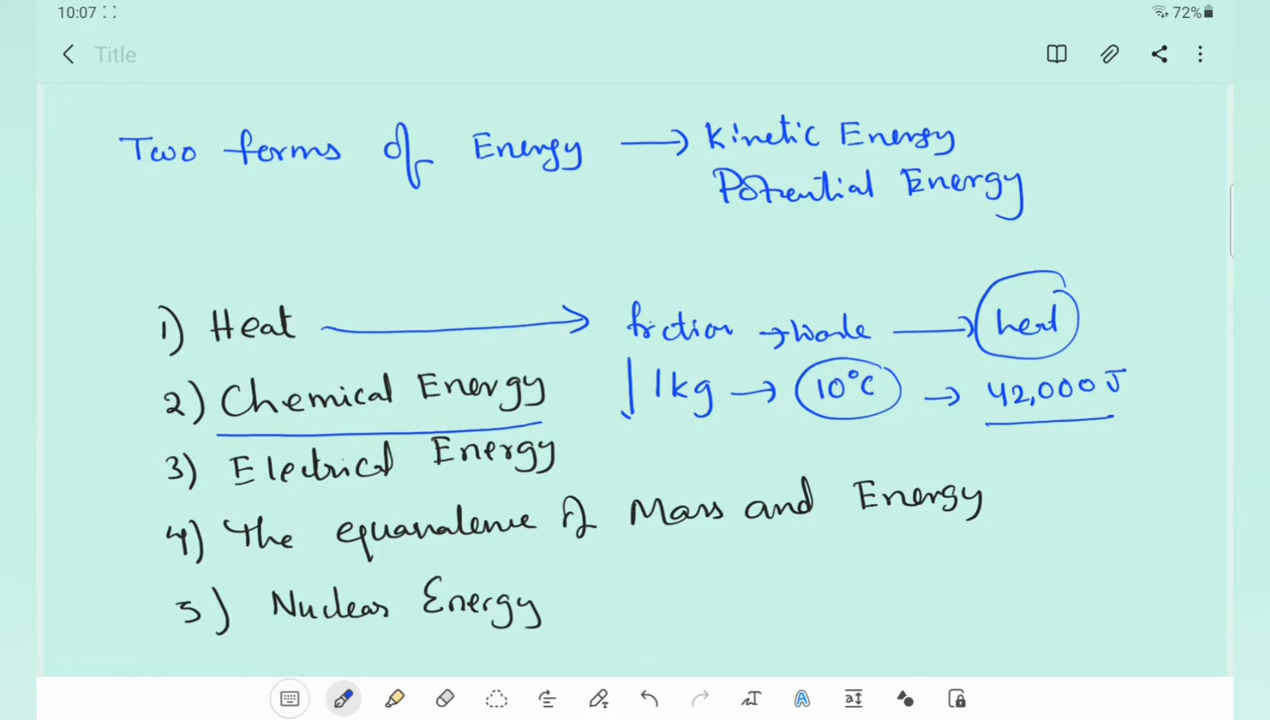 10:07
72%
Title
Two forms of Energy → Kinetic Energy
Potential Energy
1) Heat → friction → work → heat
2) Chemical Energy
↓ 1kg → 10°C → 42,000 J
3) Electrical Energy
4) The equavalence of Mass and Energy
5) Nuclear Energy